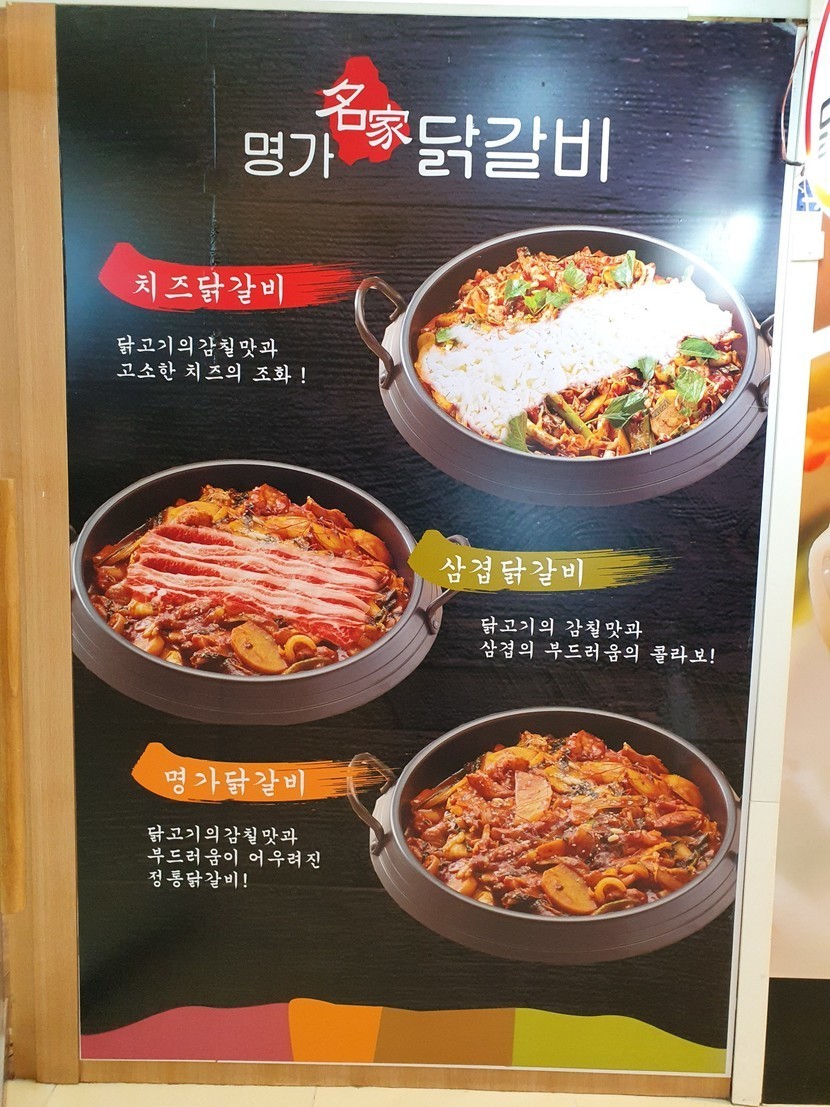 명가 名家 닭갈비
치즈닭갈비
닭고기의감칠맛과
고소한 치즈의 조화 !
삼겹닭갈비
닭고기의 감칠맛과
삼겹의 부드러움의 콜라보!
명가닭갈비
닭고기의감칠맛과
부드러움이 어우러진
정통닭갈비!